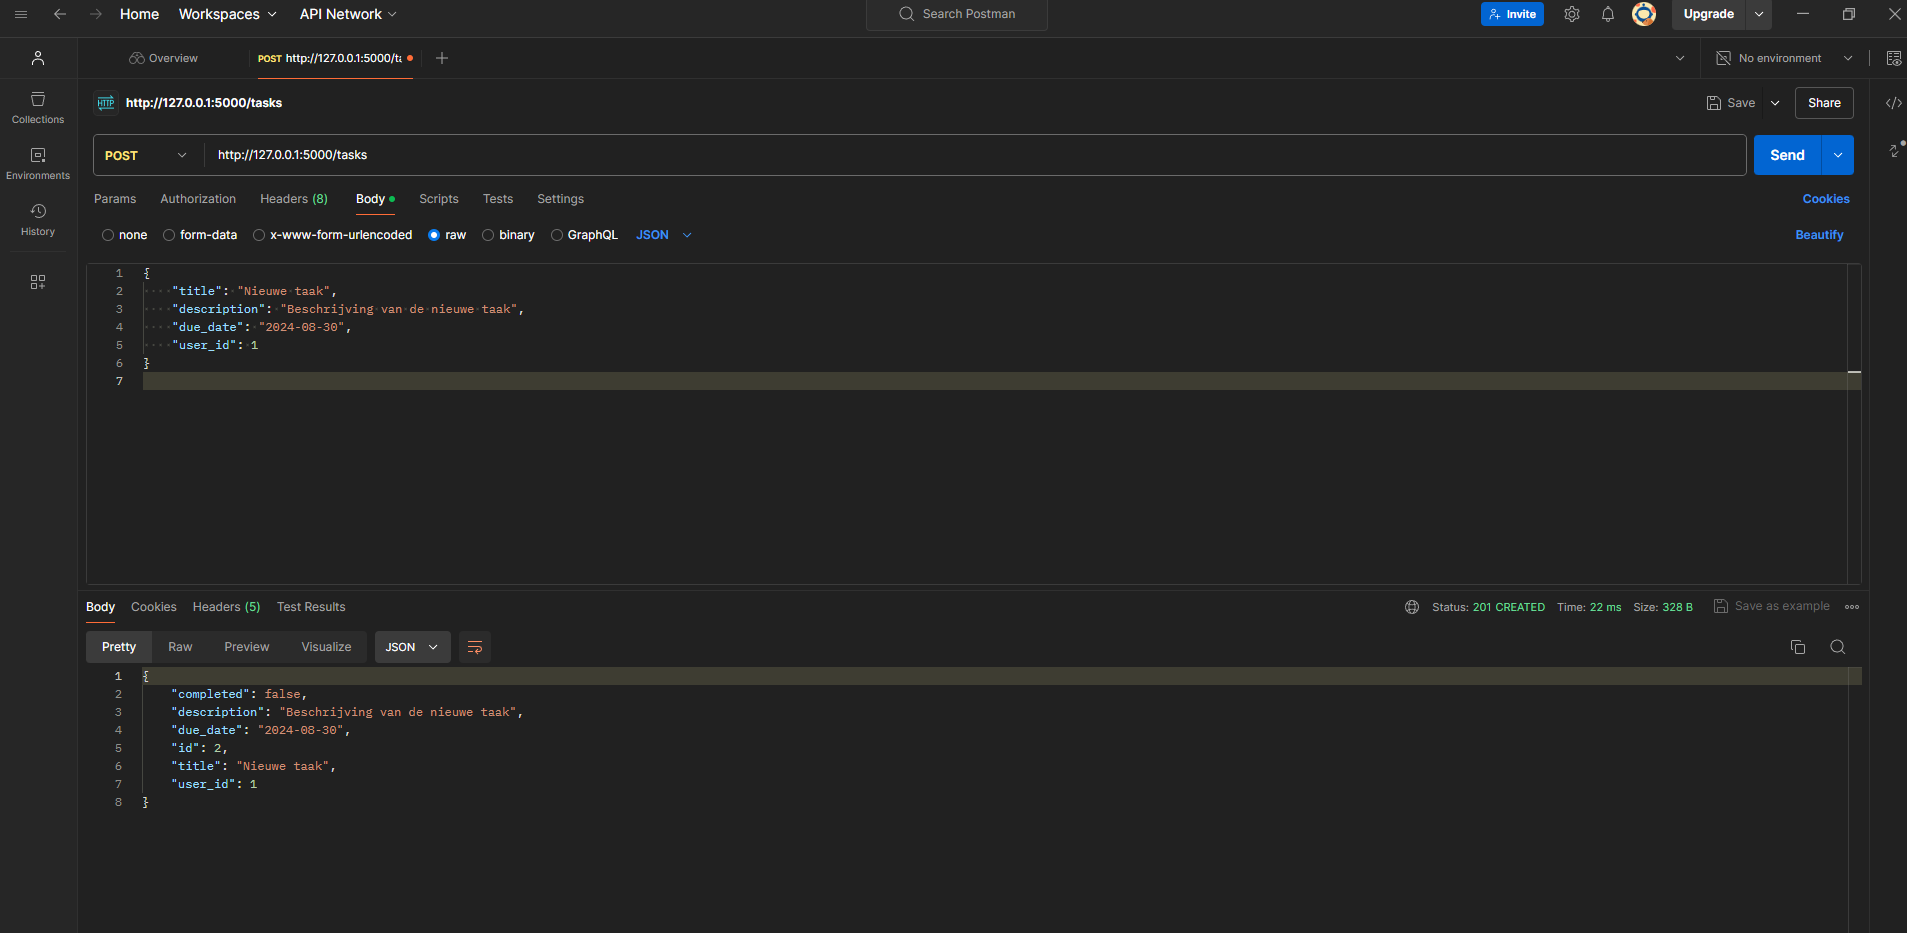 Home Workspaces API Network Search Postman Invite Upgrade
Overview POST http://127.0.0.1:5000/ta No environment
HTTP http://127.0.0.1:5000/tasks Save Share
POST http://127.0.0.1:5000/tasks Send
Collections
Environments
History
Params Authorization Headers (8) Body Scripts Tests Settings Cookies
none form-data x-www-form-urlencoded raw binary GraphQL JSON Beautify
1 {
2 "title": "Nieuwe taak",
3 "description": "Beschrijving van de nieuwe taak",
4 "due_date": "2024-08-30",
5 "user_id": 1
6 }
7
Body Cookies Headers (5) Test Results Status: 201 CREATED Time: 22 ms Size: 328 B Save as example
Pretty Raw Preview Visualize JSON
1 {
2 "completed": false,
3 "description": "Beschrijving van de nieuwe taak",
4 "due_date": "2024-08-30",
5 "id": 2,
6 "title": "Nieuwe taak",
7 "user_id": 1
8 }